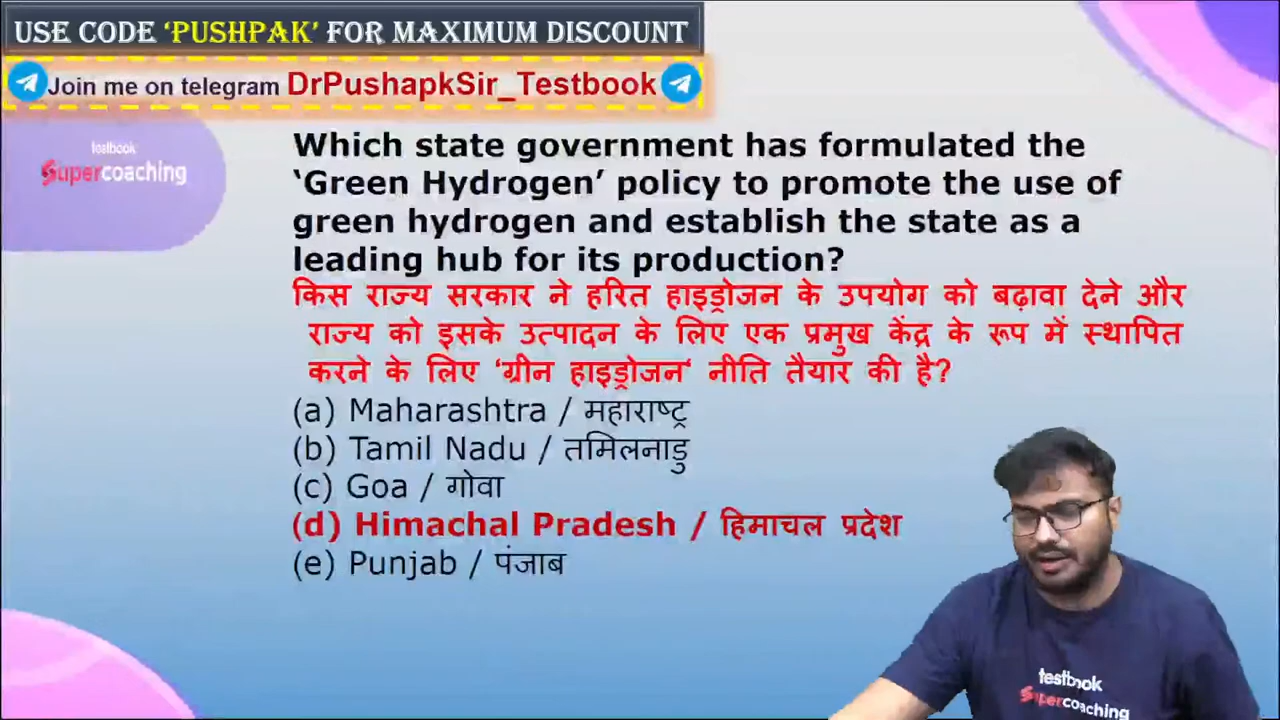 USE CODE ‘PUSHPAK’ FOR MAXIMUM DISCOUNT
Join me on telegram DrPushapkSir_Testbook
testbook
Supercoaching
Which state government has formulated the
‘Green Hydrogen’ policy to promote the use of
green hydrogen and establish the state as a
leading hub for its production?
किस राज्य सरकार ने हरित हाइड्रोजन के उपयोग को बढ़ावा देने और
राज्य को इसके उत्पादन के लिए एक प्रमुख केंद्र के रूप में स्थापित
करने के लिए ‘ग्रीन हाइड्रोजन‘ नीति तैयार की है?
(a) Maharashtra / महाराष्ट्र
(b) Tamil Nadu / तमिलनाडु
(c) Goa / गोवा
(d) Himachal Pradesh / हिमाचल प्रदेश
(e) Punjab / पंजाब
testbook
Supercoaching